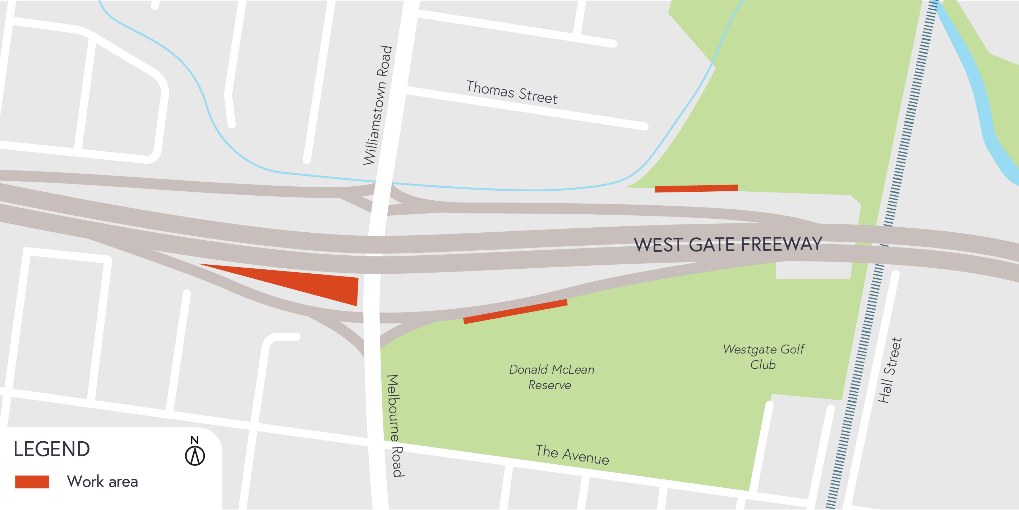 Williamstown Road
Thomas Street
WEST GATE FREEWAY
Westgate Golf
Club
Donald McLean
Reserve
Hall Street
Melbourne Road
The Avenue
LEGEND
N
Work area